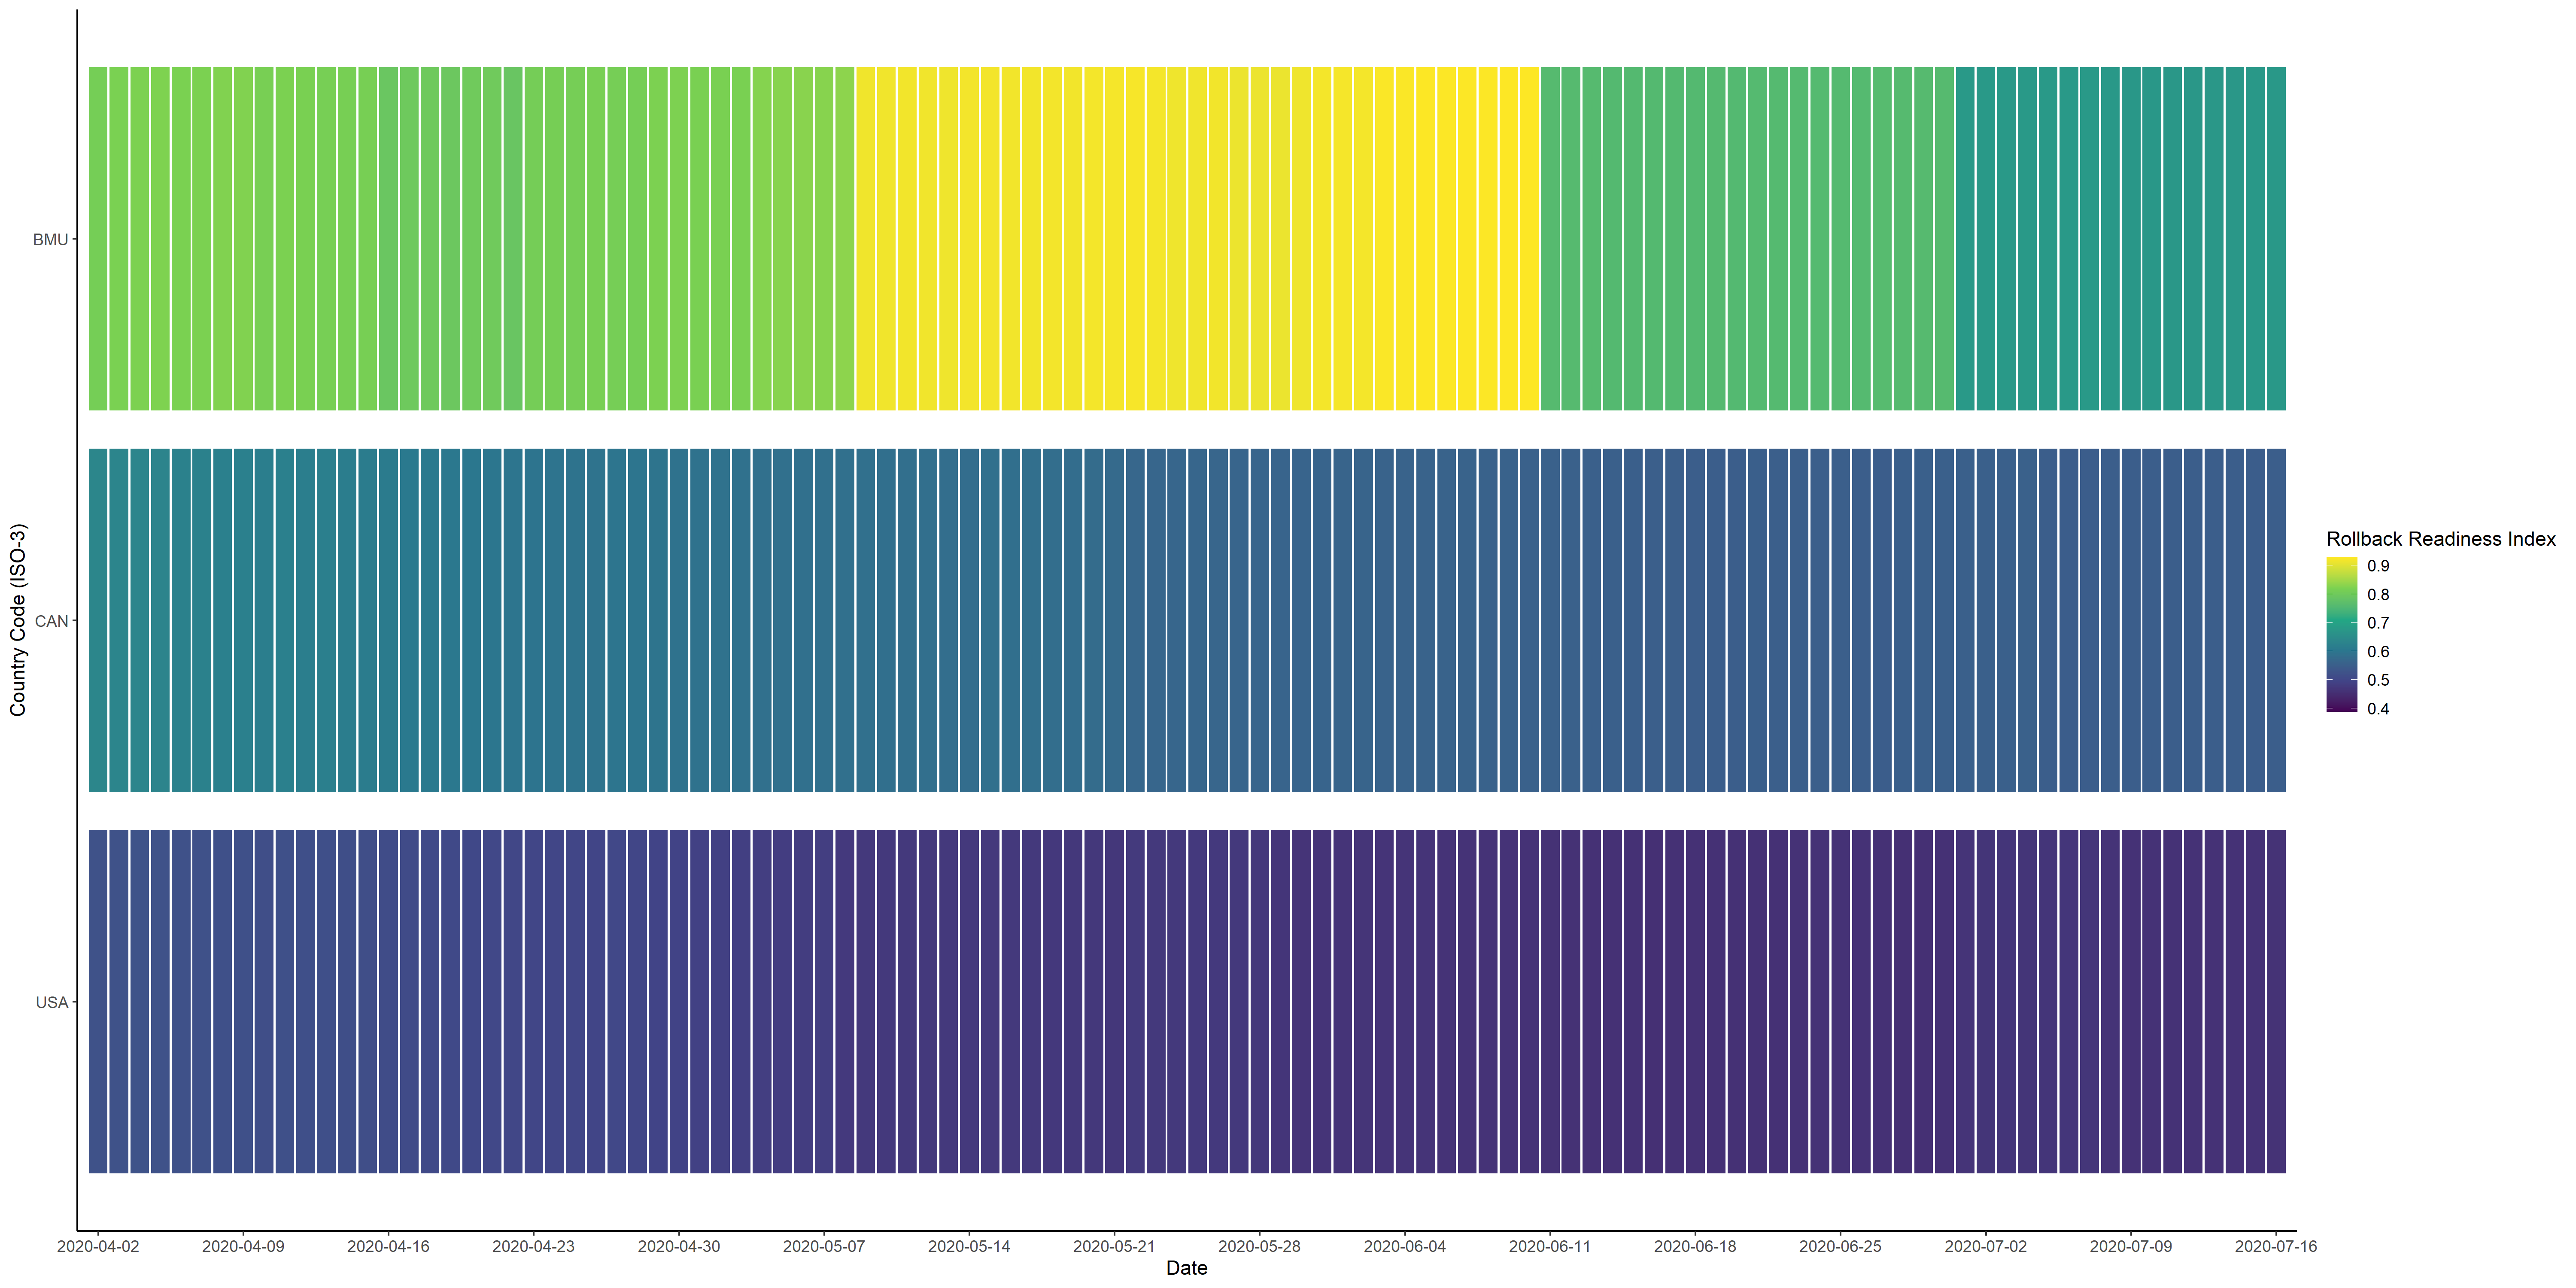 Country Code (ISO-3)
BMU
CAN
USA
2020-04-02 2020-04-09 2020-04-16 2020-04-23 2020-04-30 2020-05-07 2020-05-14 2020-05-21 2020-05-28 2020-06-04 2020-06-11 2020-06-18 2020-06-25 2020-07-02 2020-07-09 2020-07-16
Date
Rollback Readiness Index
0.9
0.8
0.7
0.6
0.5
0.4